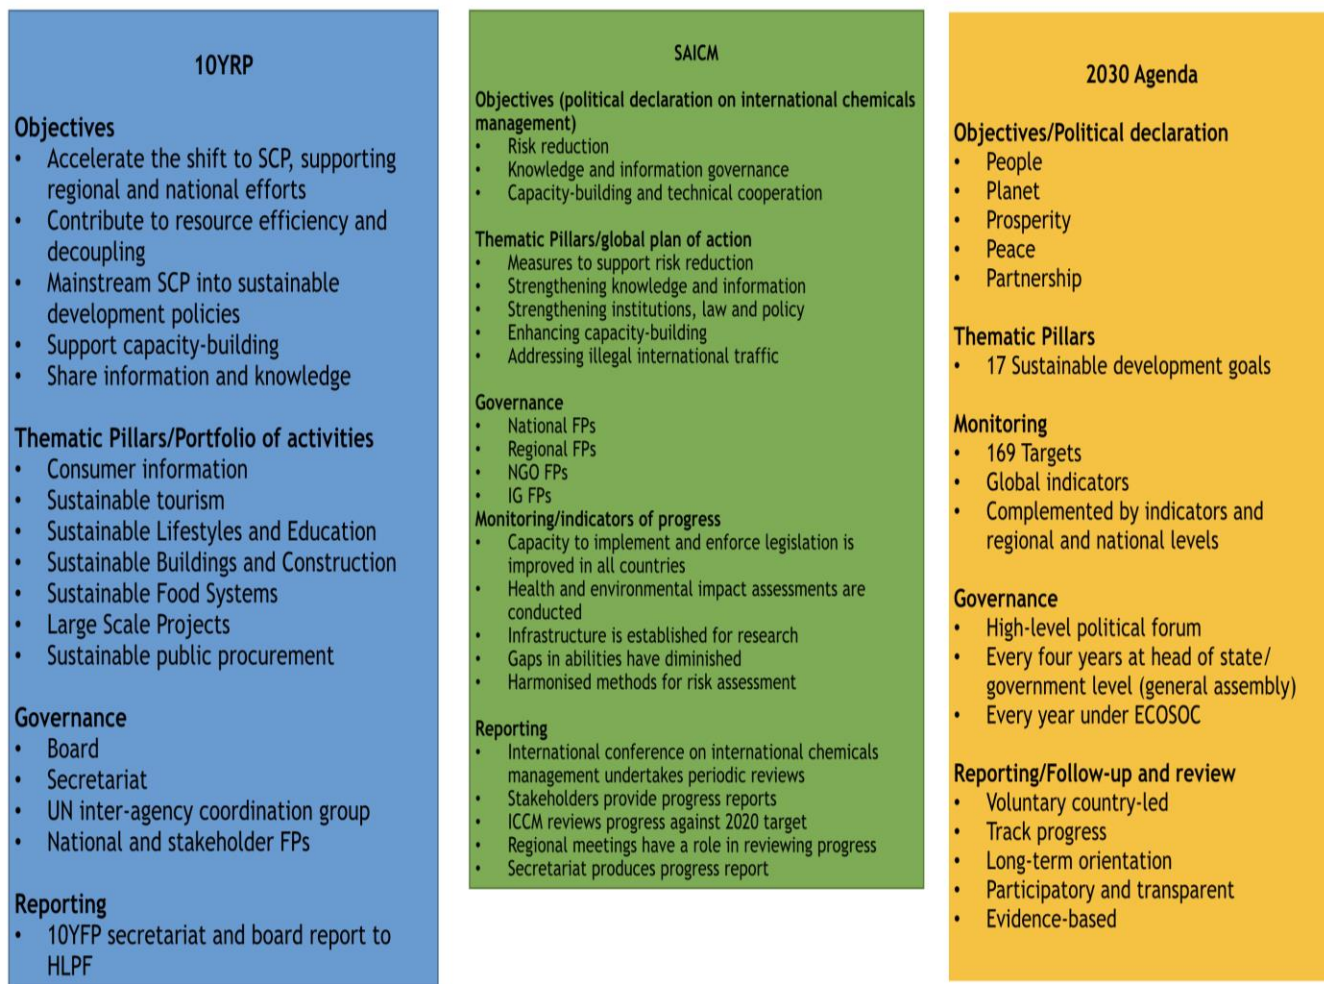 10YRP
Objectives
• Accelerate the shift to SCP, supporting
regional and national efforts
• Contribute to resource efficiency and
decoupling
• Mainstream SCP into sustainable
development policies
• Support capacity-building
• Share information and knowledge
Thematic Pillars/Portfolio of activities
• Consumer information
• Sustainable tourism
• Sustainable Lifestyles and Education
• Sustainable Buildings and Construction
• Sustainable Food Systems
• Large Scale Projects
• Sustainable public procurement
Governance
• Board
• Secretariat
• UN inter-agency coordination group
• National and stakeholder FPs
Reporting
• 10YFP secretariat and board report to
HLPF
SAICM
Objectives (political declaration on international chemicals
management)
• Risk reduction
• Knowledge and information governance
• Capacity-building and technical cooperation
Thematic Pillars/global plan of action
• Measures to support risk reduction
• Strengthening knowledge and information
• Strengthening institutions, law and policy
• Enhancing capacity-building
• Addressing illegal international traffic
Governance
• National FPs
• Regional FPs
• NGO FPs
• IG FPs
Monitoring/indicators of progress
• Capacity to implement and enforce legislation is
improved in all countries
• Health and environmental impact assessments are
conducted
• Infrastructure is established for research
• Gaps in abilities have diminished
• Harmonised methods for risk assessment
Reporting
• International conference on international chemicals
management undertakes periodic reviews
• Stakeholders provide progress reports
• ICCM reviews progress against 2020 target
• Regional meetings have a role in reviewing progress
• Secretariat produces progress report
2030 Agenda
Objectives/Political declaration
• People
• Planet
• Prosperity
• Peace
• Partnership
Thematic Pillars
• 17 Sustainable development goals
Monitoring
• 169 Targets
• Global indicators
• Complemented by indicators and
regional and national levels
Governance
• High-level political forum
• Every four years at head of state/
government level (general assembly)
• Every year under ECOSOC
Reporting/Follow-up and review
• Voluntary country-led
• Track progress
• Long-term orientation
• Participatory and transparent
• Evidence-based